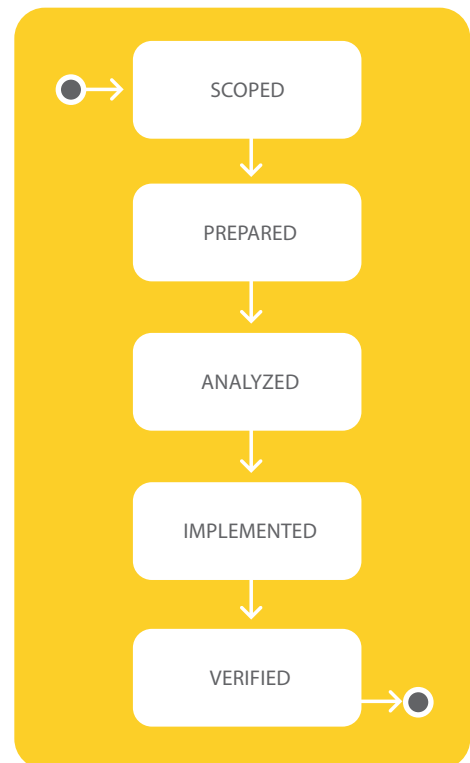 SCOPED
PREPARED
ANALYZED
IMPLEMENTED
VERIFIED